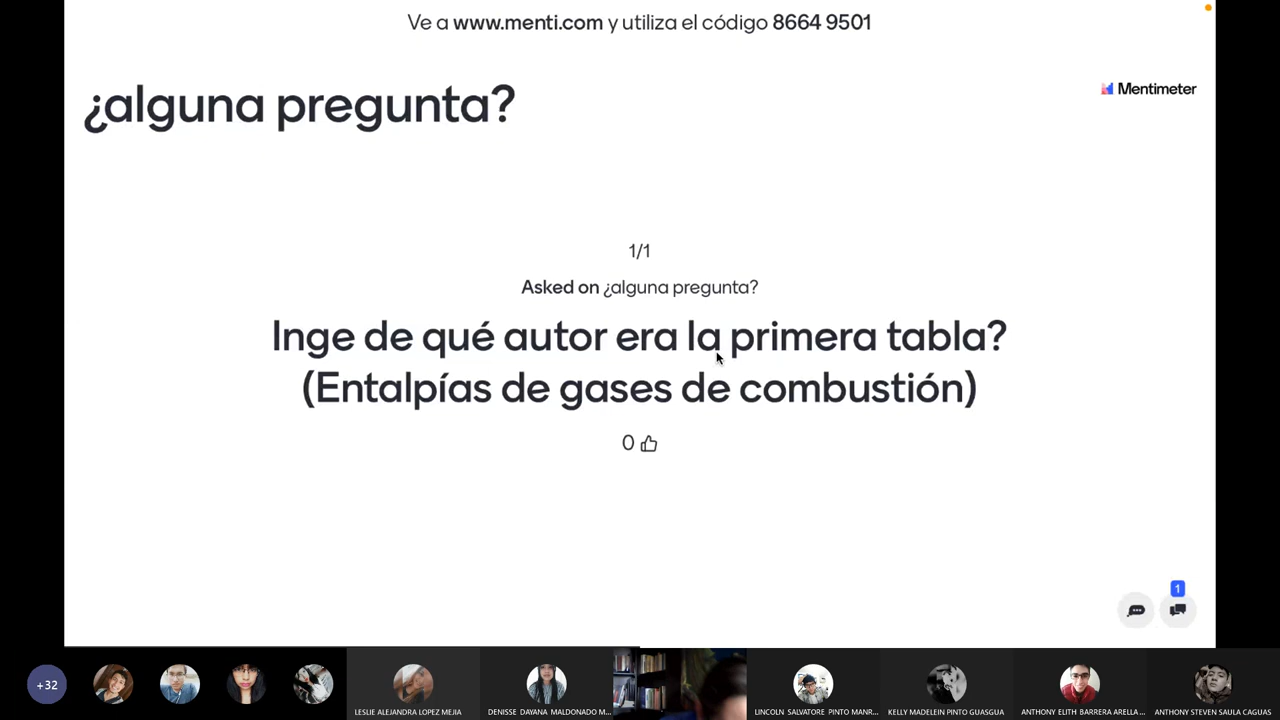 Ve a www.menti.com y utiliza el código 8664 9501
¿alguna pregunta?
Mentimeter
1/1
Asked on ¿alguna pregunta?
Inge de qué autor era la primera tabla?
(Entalpías de gases de combustión)
0
1
+32
LESLIE ALEJANDRA LOPEZ MEJIA
DENISSE DAYANA MALDONADO M...
LINCOLN SALVATORE PINTO MANR...
KELLY MADELEIN PINTO GUASGUA
ANTHONY ELITH BARRERA ARELLA ...
ANTHONY STEVEN SAULA CAGUAS